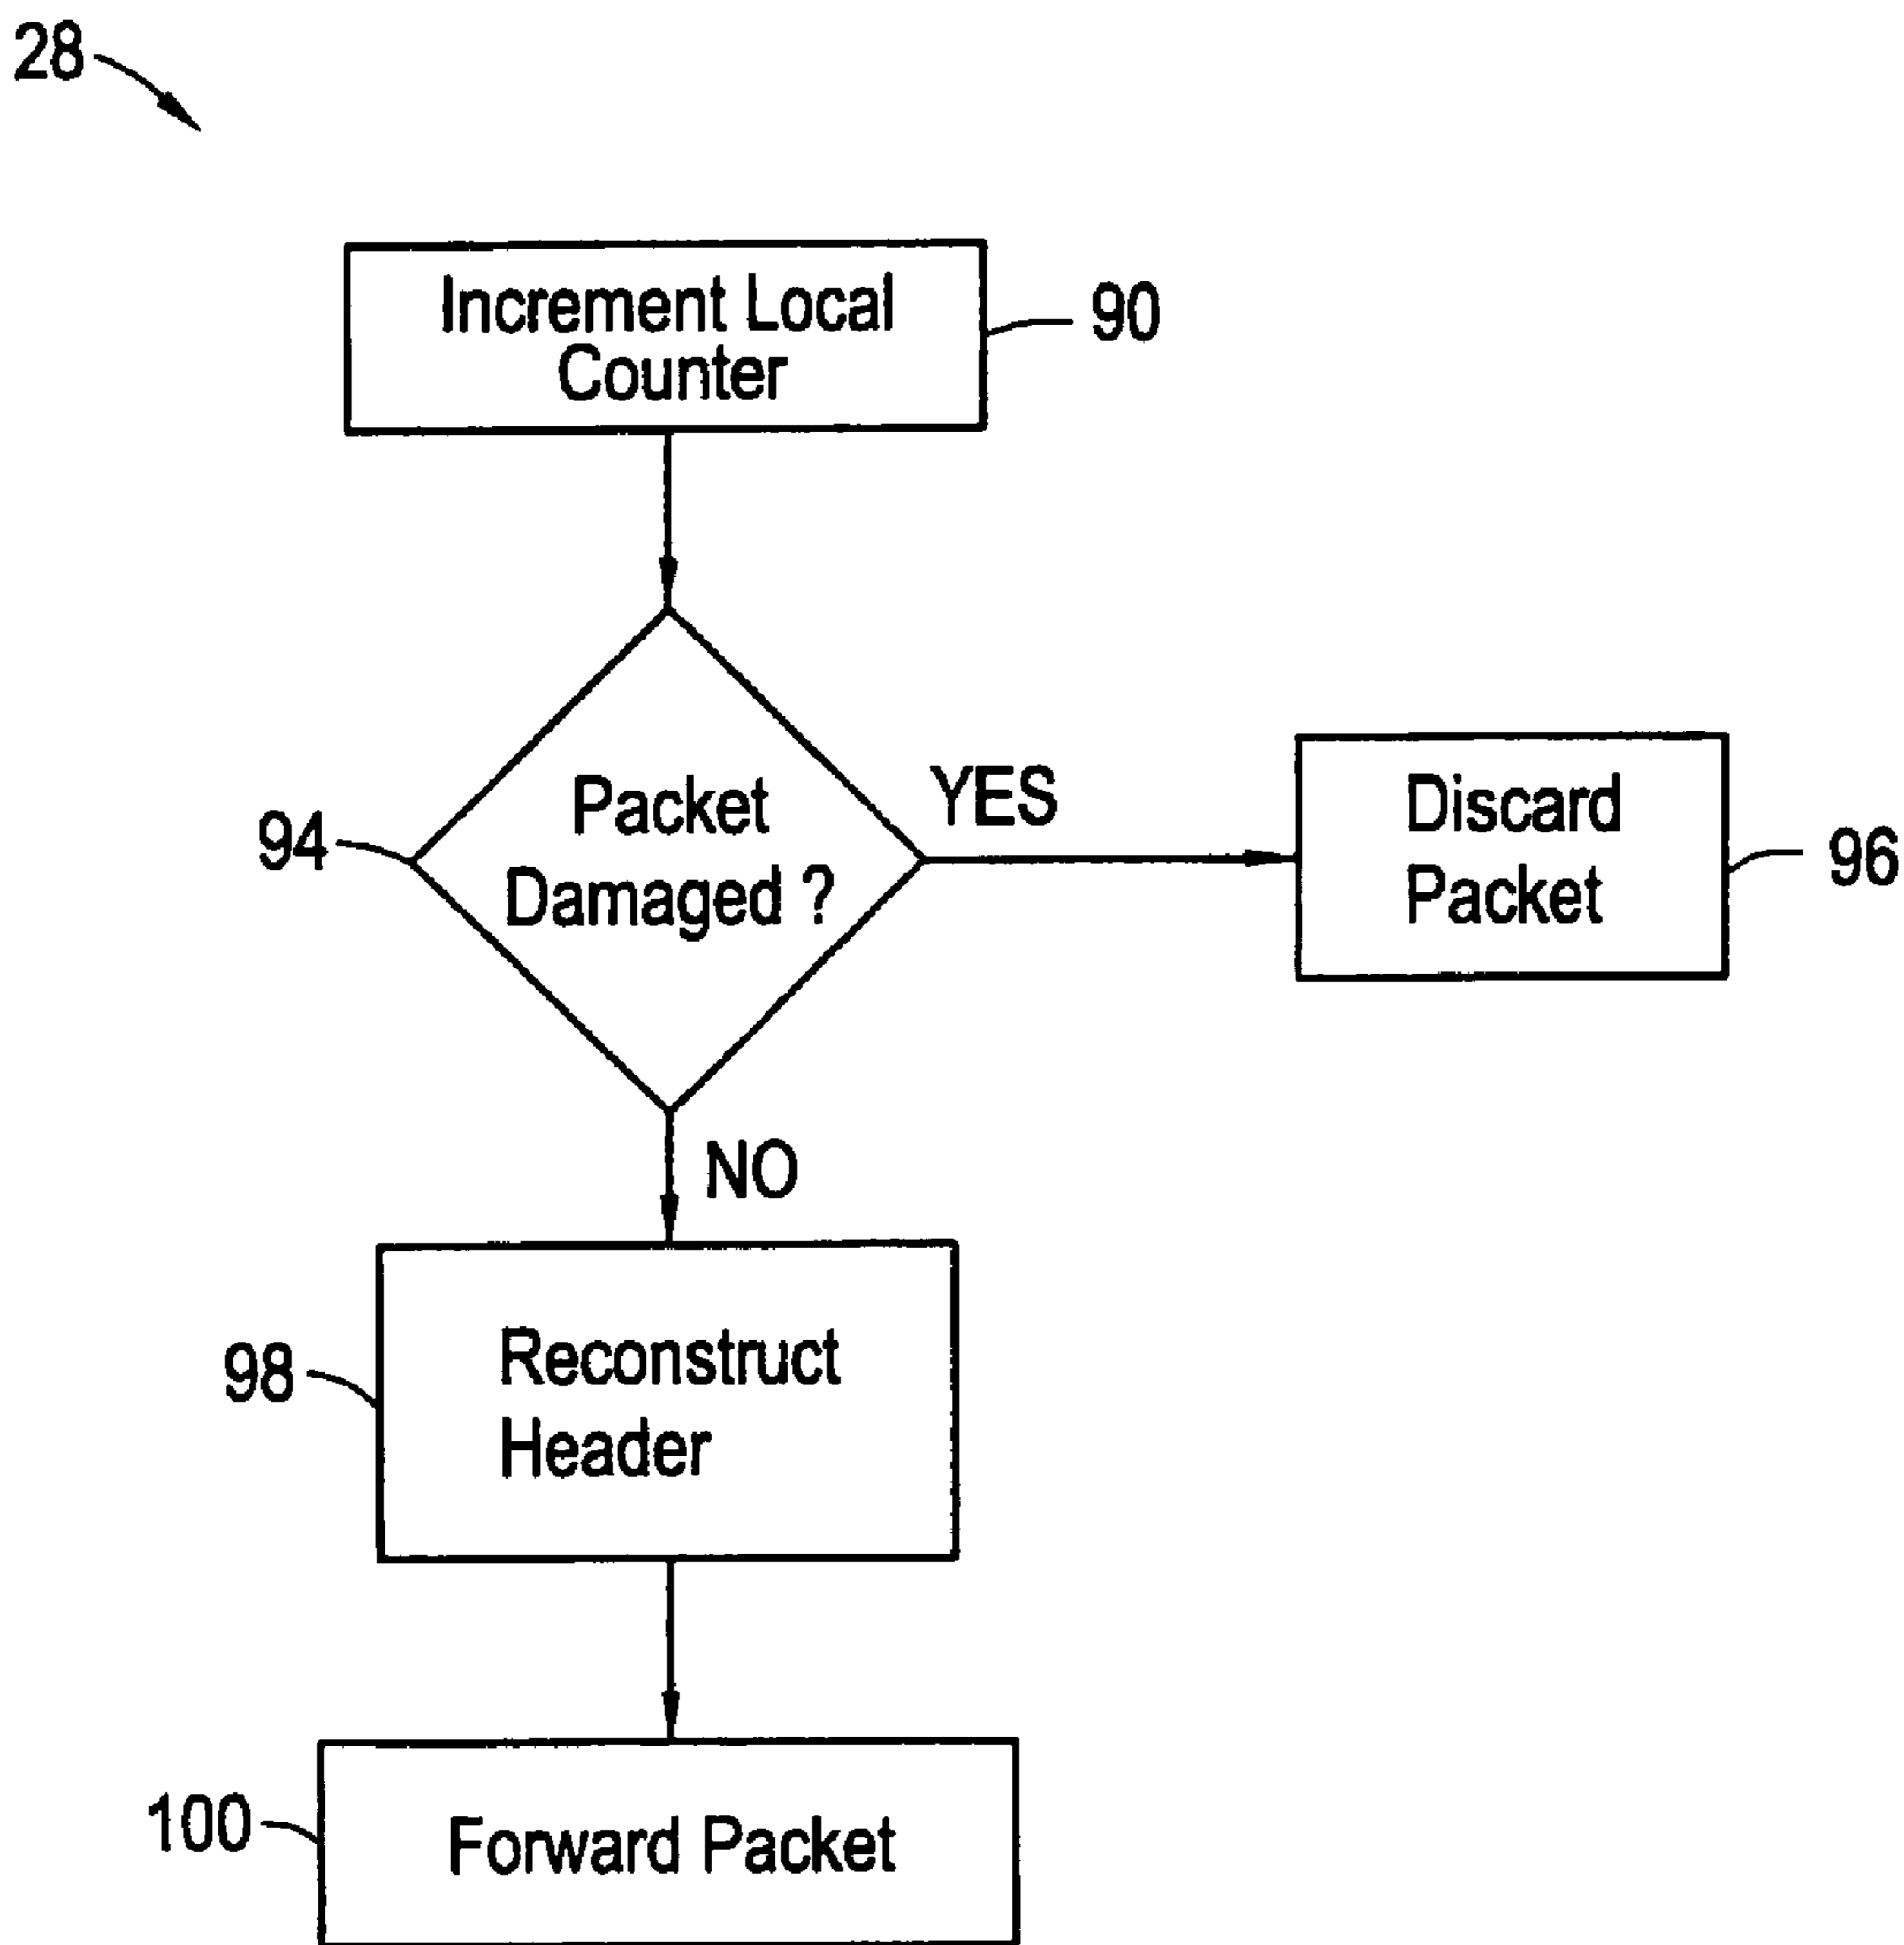 28
Increment Local
Counter
90
Packet
Damaged ?
94
YES
Discard
Packet
96
NO
Reconstruct
Header
98
Forward Packet
100